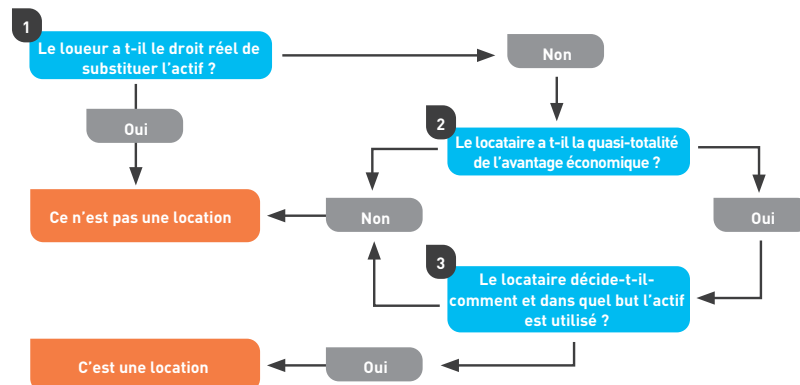 1
Le loueur a t-il le droit réel de
substituer l'actif ?
Non
Oui
2
Le locataire a t-il la quasi-totalité
de l'avantage économique ?
Ce n'est pas une location
Non
Oui
3
Le locataire décide-t-il-
comment et dans quel but l'actif
est utilisé ?
C'est une location
Oui